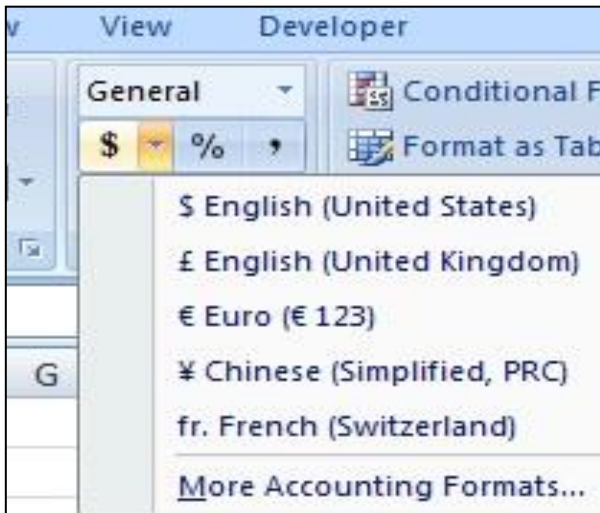 View Developer
General Conditional F
$ % , Format as Tab
$ English (United States)
£ English (United Kingdom)
€ Euro (€ 123)
¥ Chinese (Simplified, PRC)
G
fr. French (Switzerland)
More Accounting Formats...